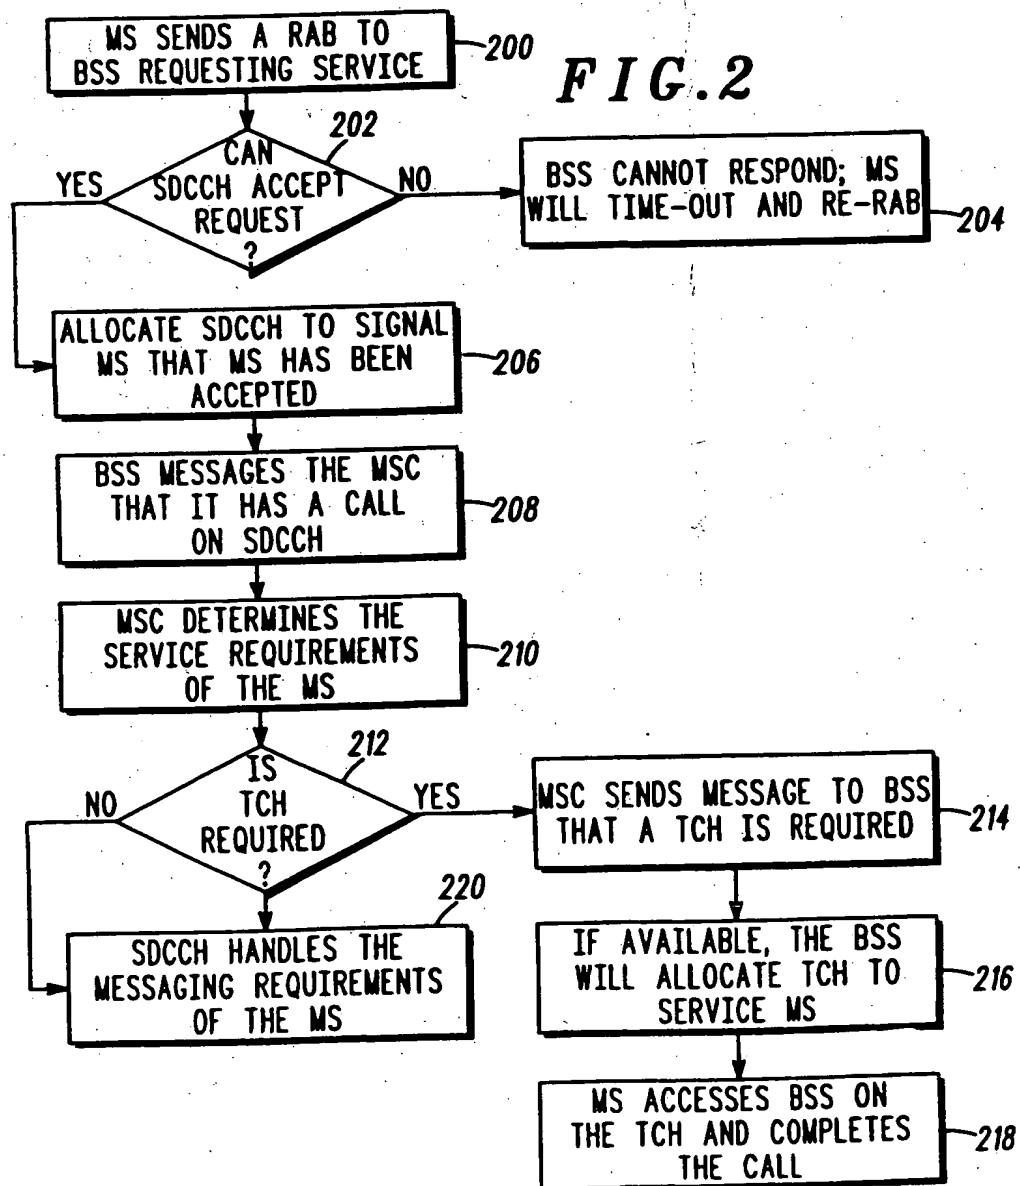 MS SENDS A RAB TO
BSS REQUESTING SERVICE
200
FIG.2
202
CAN
SDCCH ACCEPT
REQUEST
?
YES
NO
BSS CANNOT RESPOND; MS
WILL TIME-OUT AND RE-RAB
204
ALLOCATE SDCCH TO SIGNAL
MS THAT MS HAS BEEN
ACCEPTED
206
BSS MESSAGES THE MSC
THAT IT HAS A CALL
ON SDCCH
208
MSC DETERMINES THE
SERVICE REQUIREMENTS
OF THE MS
210
212
IS
TCH
REQUIRED
?
NO
YES
MSC SENDS MESSAGE TO BSS
THAT A TCH IS REQUIRED
214
220
SDCCH HANDLES THE
MESSAGING REQUIREMENTS
OF THE MS
IF AVAILABLE, THE BSS
WILL ALLOCATE TCH TO
SERVICE MS
216
MS ACCESSES BSS ON
THE TCH AND COMPLETES
THE CALL
218